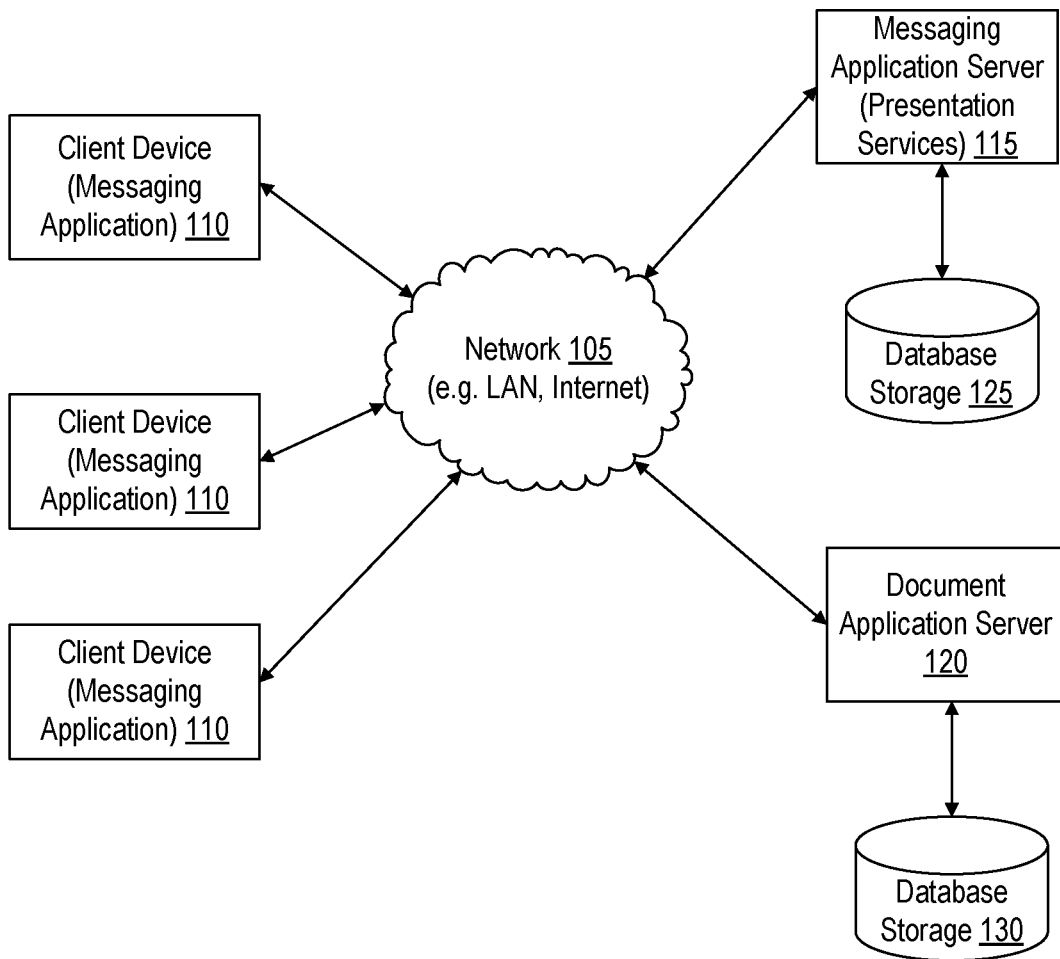 Messaging
Application Server
(Presentation
Services) 115
Client Device
(Messaging
Application) 110
Network 105
(e.g. LAN, Internet)
Database
Storage 125
Client Device
(Messaging
Application) 110
Document
Application Server
120
Client Device
(Messaging
Application) 110
Database
Storage 130